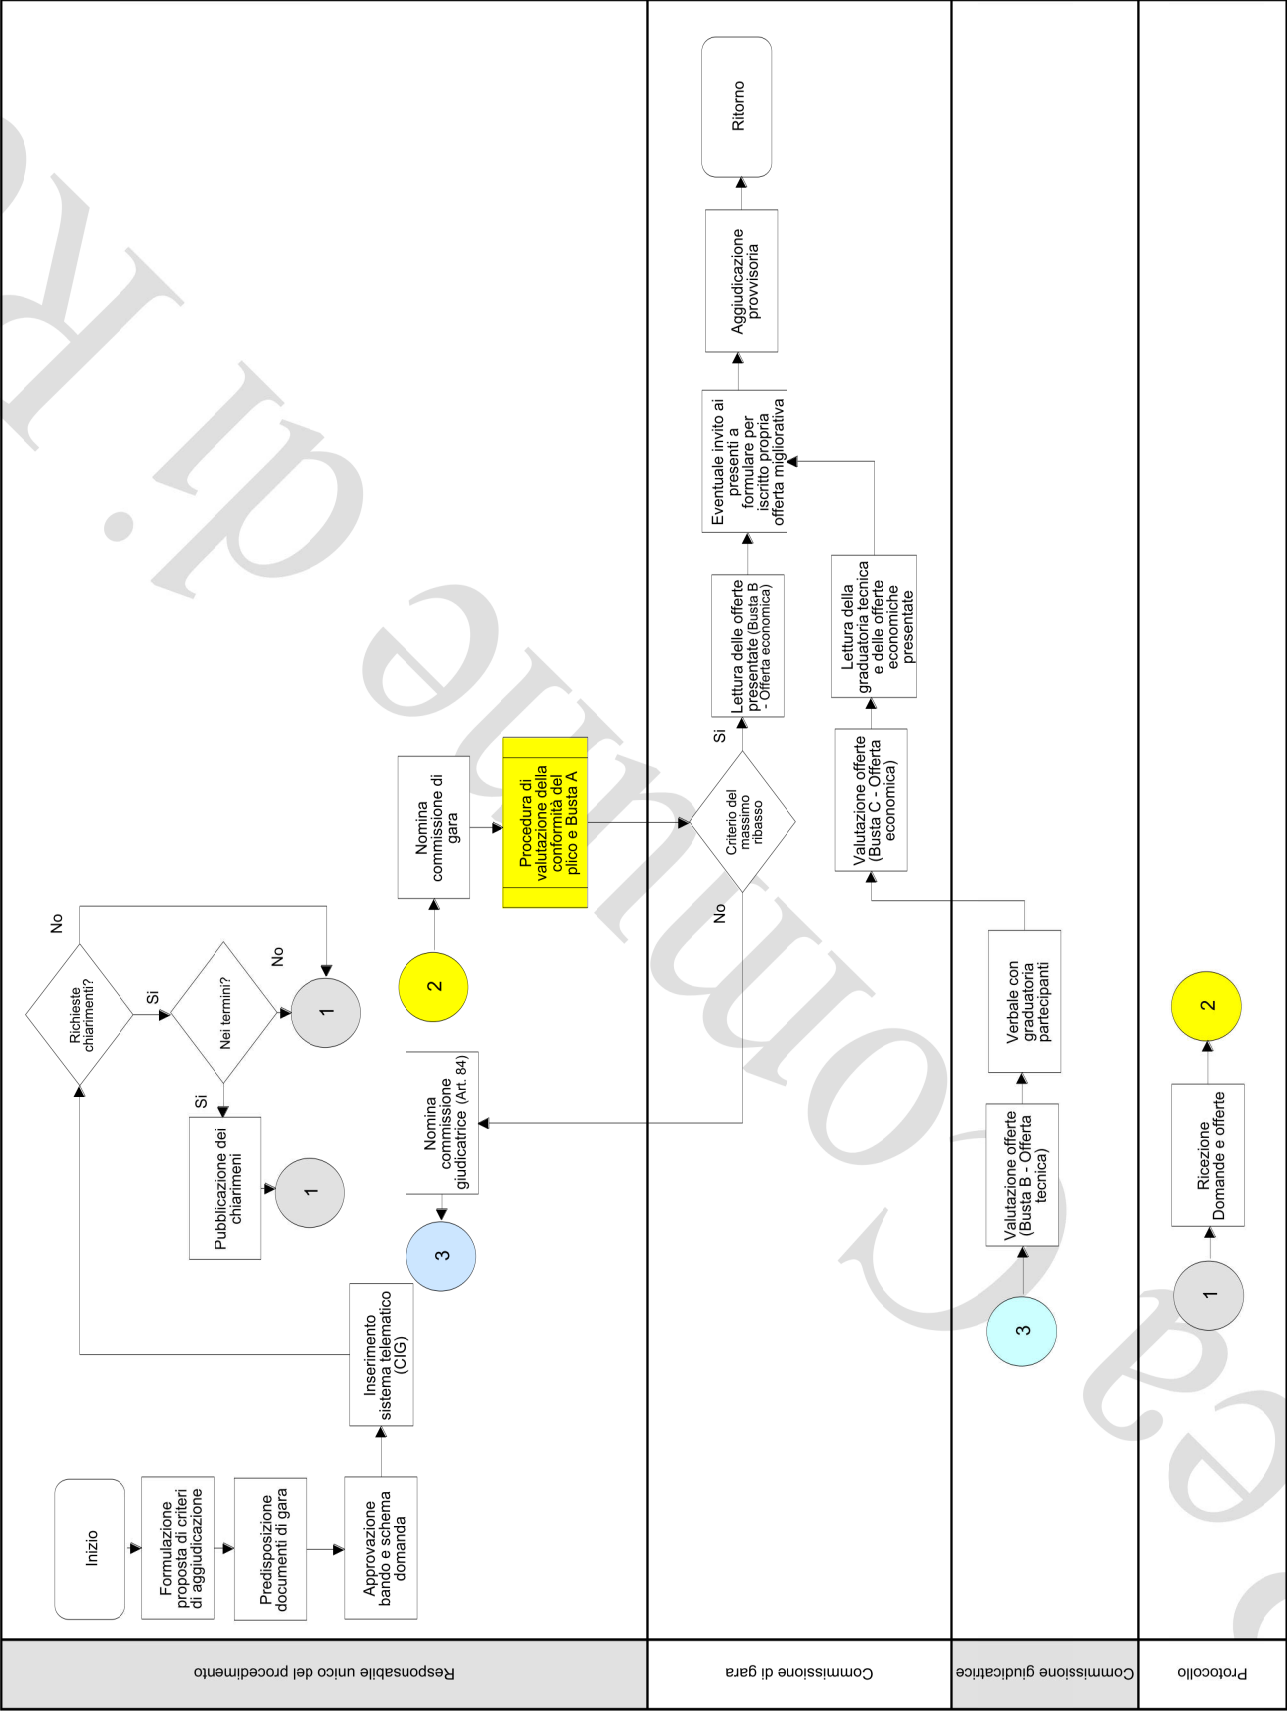 Responsabile unico del procedimento
Inizio
Formulazione
proposta di criteri
di aggiudicazione
Predisposizione
documenti di gara
Approvazione
bando e schema
domanda
Inserimento
sistema telematico
(CIG)
Richieste
chiarimenti?
No
Si
Nei termini?
No
Si
1
Pubblicazione dei
chiarimeni
1
2
Nomina
commissione di
gara
Procedura di
valutazione della
conformità del
plico e Busta A
Nomina
commissione
giudicatrice (Art. 84)
3
Commissione di gara
Criterio del
massimo
ribasso
Si
No
Lettura delle offerte
presentate (Busta B
- Offerta economica)
Eventuale invito ai
presenti a
formulare per
iscritto propria
offerta migliorativa
Aggiudicazione
provvisoria
Ritorno
Valutazione offerte
(Busta C - Offerta
economica)
Lettura della
graduatoria tecnica
e delle offerte
economiche
presentate
Commissione giudicatrice
3
Valutazione offerte
(Busta B - Offerta
tecnica)
Verbale con
graduatoria
partecipanti
Protocollo
1
Ricezione
Domande e offerte
2
Comune di